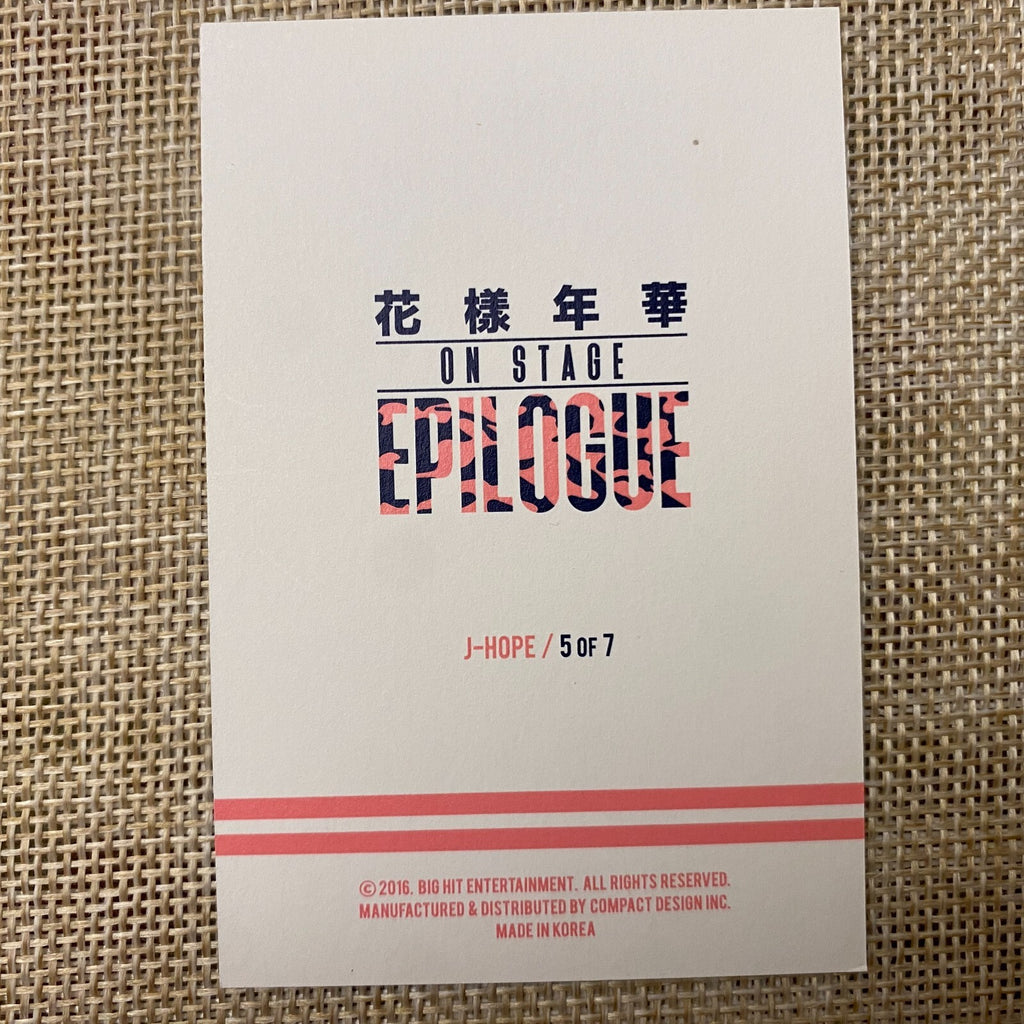 花樣年華
ON STAGE
EPILOGUE
J-HOPE / 5 OF 7
© 2016. BIG HIT ENTERTAINMENT. ALL RIGHTS RESERVED.
MANUFACTURED & DISTRIBUTED BY COMPACT DESIGN INC.
MADE IN KOREA